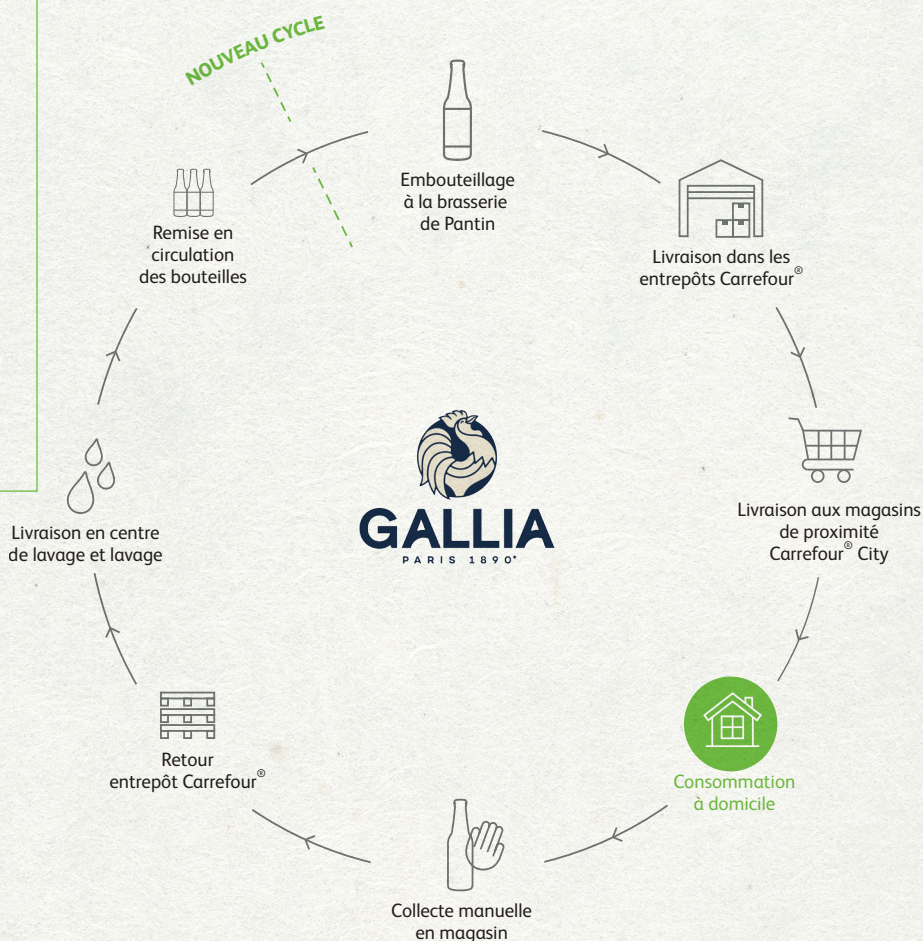 NOUVEAU CYCLE
Embouteillage
à la brasserie
de Pantin
Livraison dans les
entrepôts Carrefour®
Livraison aux magasins
de proximité
Carrefour® City
Consommation
à domicile
Collecte manuelle
en magasin
Retour
entrepôt Carrefour®
Livraison en centre
de lavage et lavage
Remise en
circulation
des bouteilles
GALLIA
PARIS 1890*